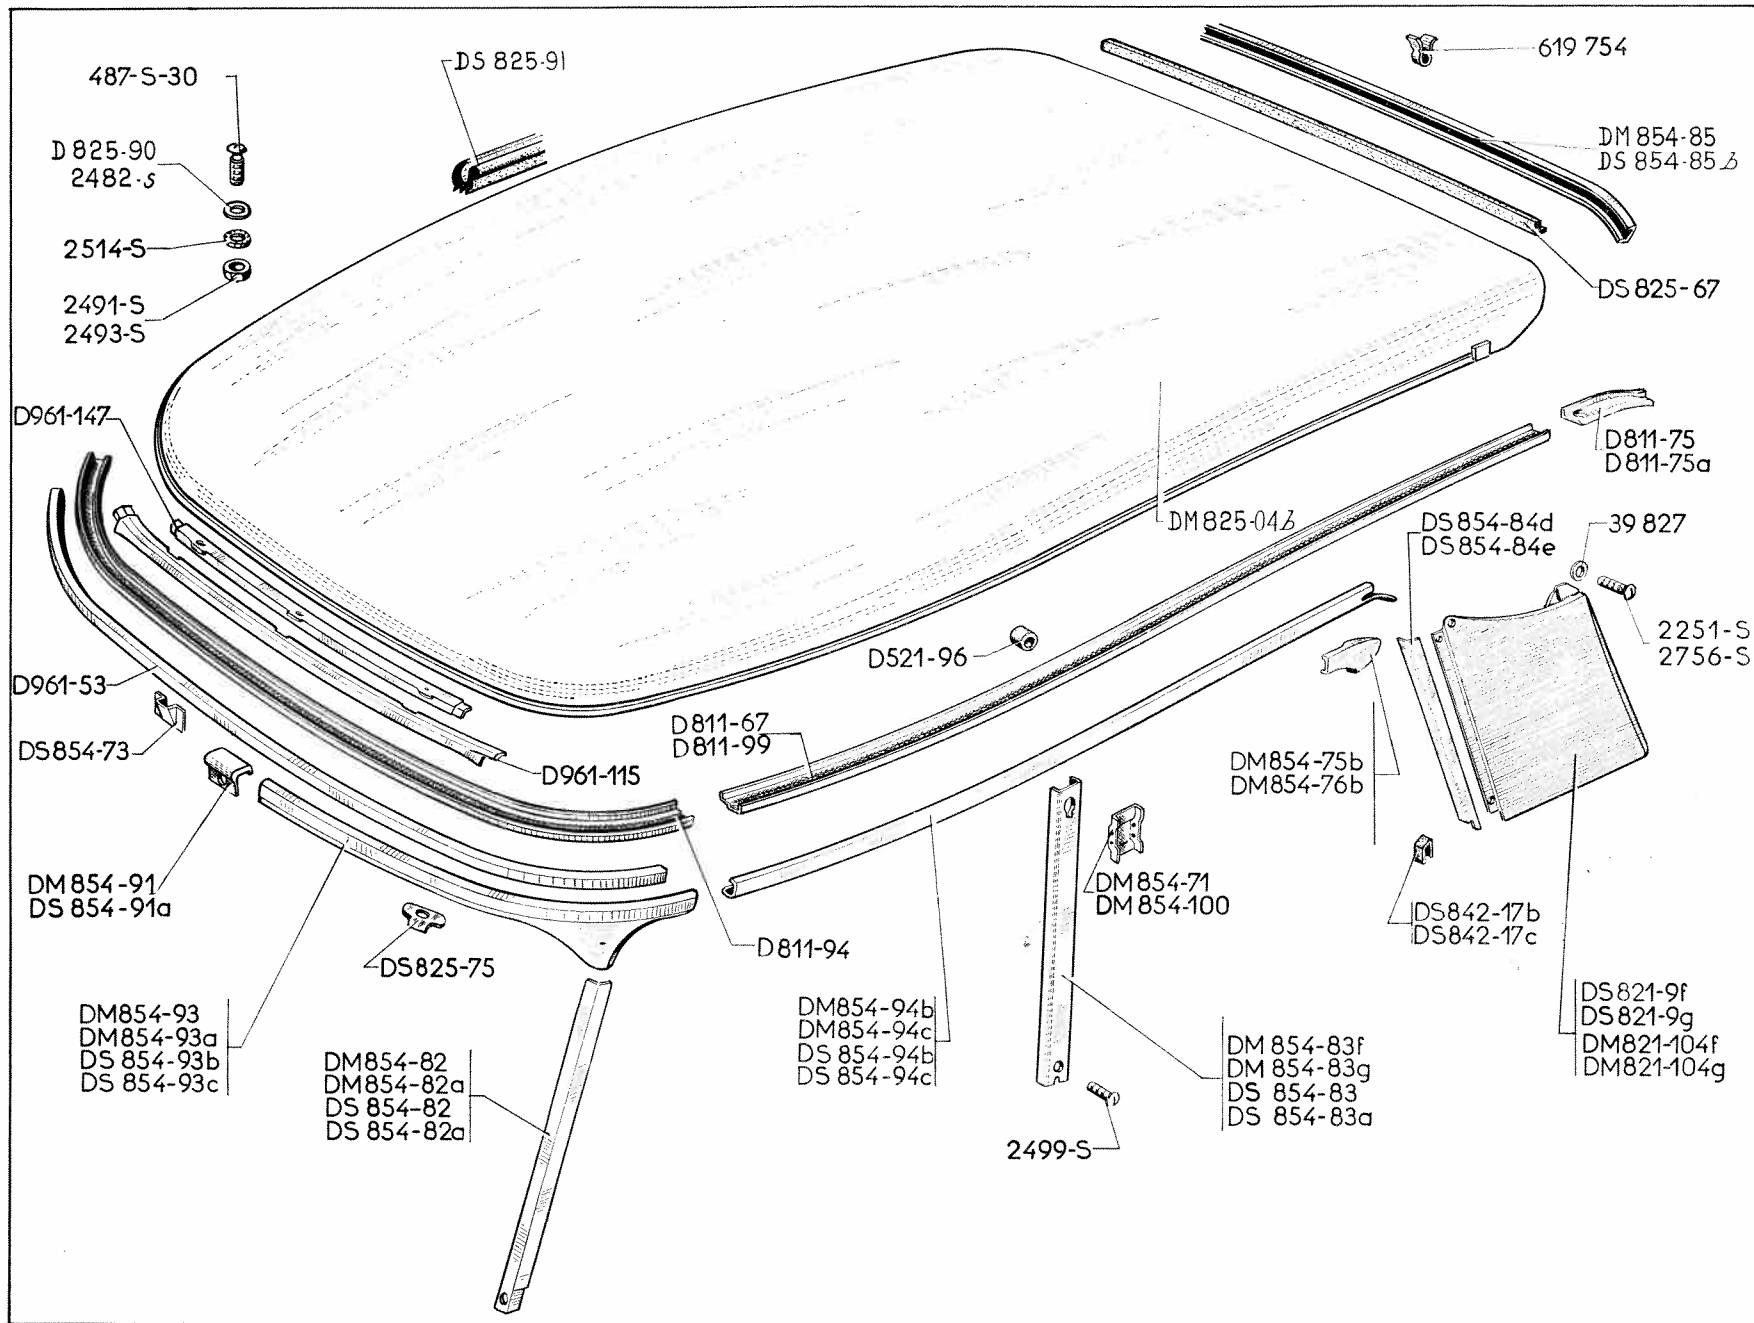 487-S-30
DS 825-91
619 754
D 825-90
2482-s
DM 854-85
DS 854-85b
2514-S
2491-S
2493-S
DS 825-67
D961-147
D811-75
D811-75a
DM 825-04b
DS 854-84d
DS 854-84e
39 827
2251-S
2756-S
D521-96
D961-53
DS854-73
D811-67
D811-99
D961-115
DM854-75b
DM854-76b
DM 854-91
DS 854-91a
DM 854-71
DM 854-100
DS842-17b
DS842-17c
D811-94
DS825-75
DM854-93
DM854-93a
DS 854-93b
DS 854-93c
DM854-94b
DM854-94c
DS 854-94b
DS 854-94c
DS821-9f
DS821-9g
DM821-104f
DM821-104g
DM854-82
DM854-82a
DS 854-82
DS 854-82a
DM 854-83f
DM 854-83g
DS 854-83
DS 854-83a
2499-S